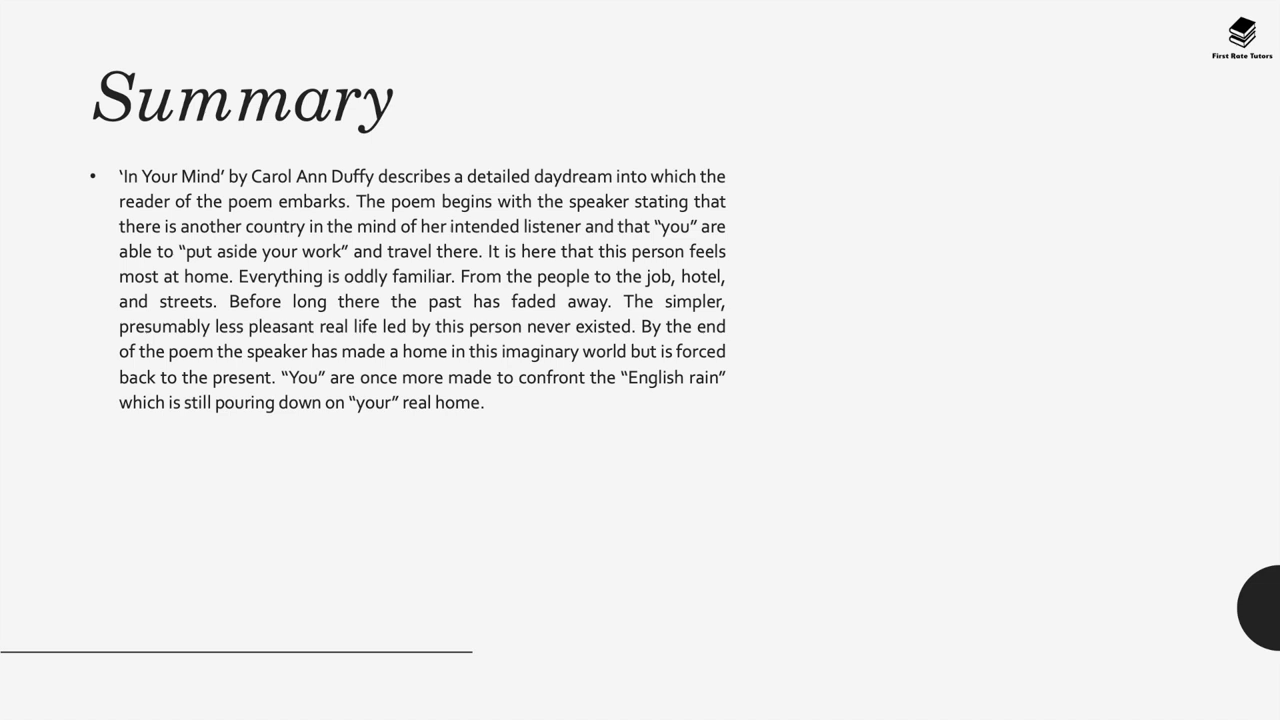 First Rate Tutors
Summary
• ‘In Your Mind’ by Carol Ann Duffy describes a detailed daydream into which the
reader of the poem embarks. The poem begins with the speaker stating that
there is another country in the mind of her intended listener and that “you” are
able to “put aside your work” and travel there. It is here that this person feels
most at home. Everything is oddly familiar. From the people to the job, hotel,
and streets. Before long there the past has faded away. The simpler,
presumably less pleasant real life led by this person never existed. By the end
of the poem the speaker has made a home in this imaginary world but is forced
back to the present. “You” are once more made to confront the “English rain”
which is still pouring down on “your” real home.